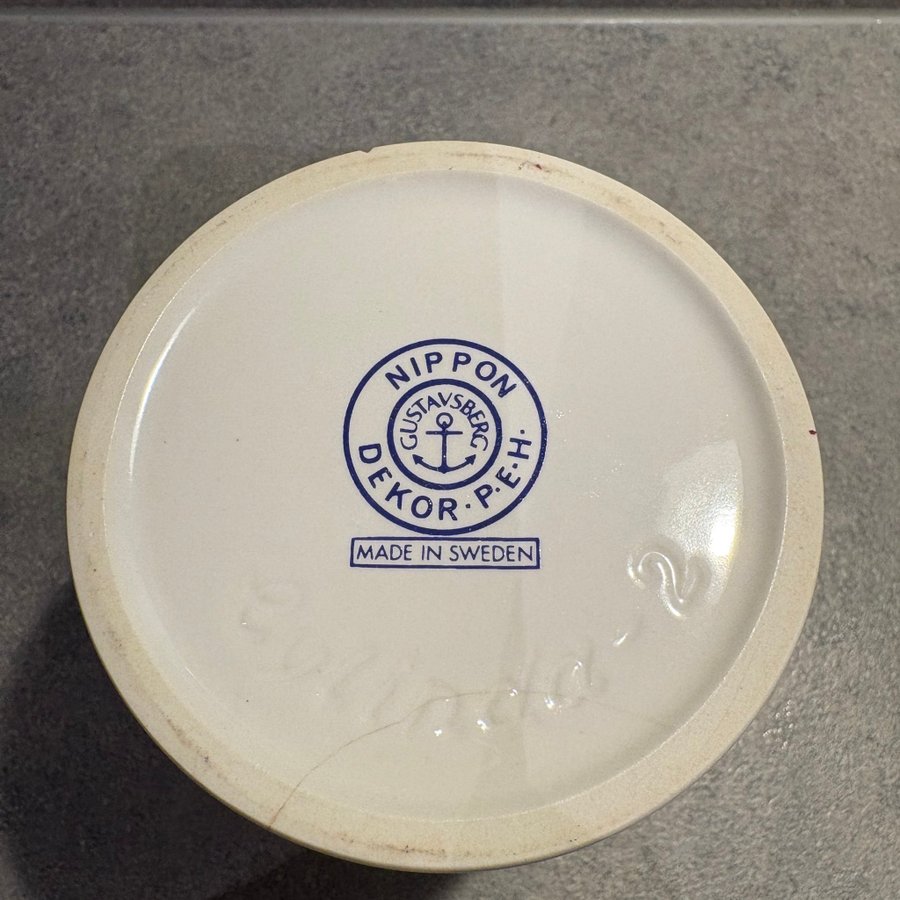 NIPPON
GUSTAVSBERG
DEKOR·P.E.H.
MADE IN SWEDEN